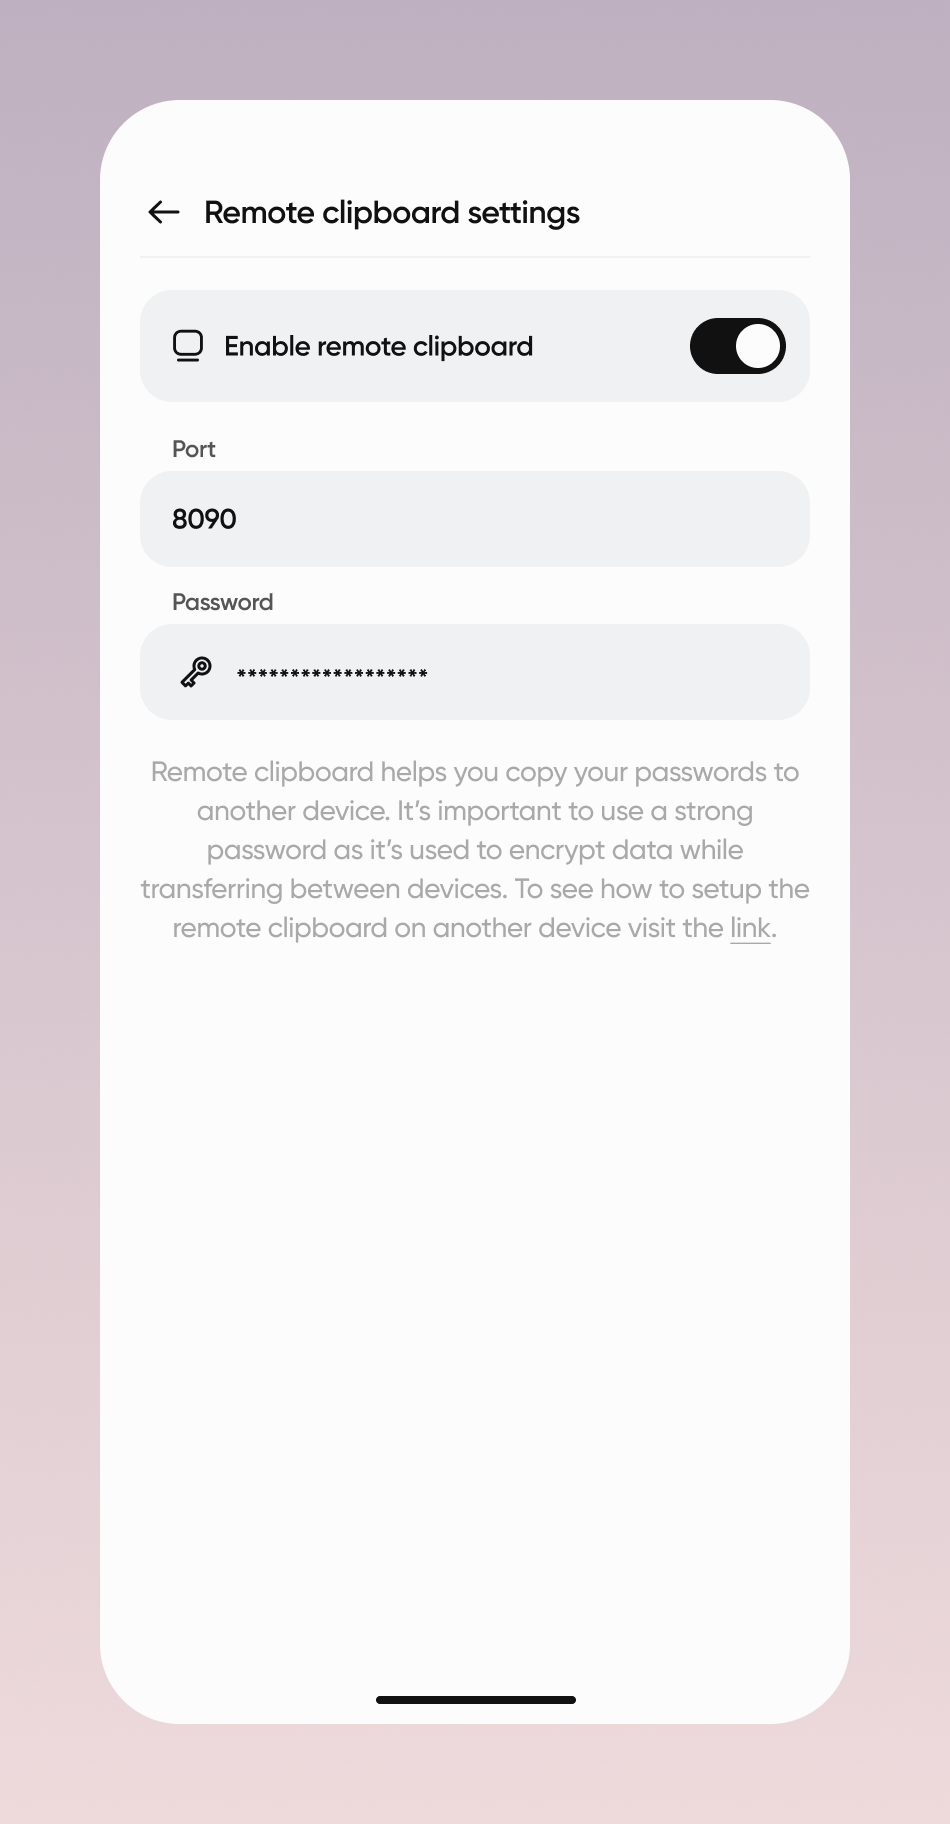 Remote clipboard settings
Enable remote clipboard
Port
8090
Password
******************
Remote clipboard helps you copy your passwords to
another device. It’s important to use a strong
password as it’s used to encrypt data while
transferring between devices. To see how to setup the
remote clipboard on another device visit the link.